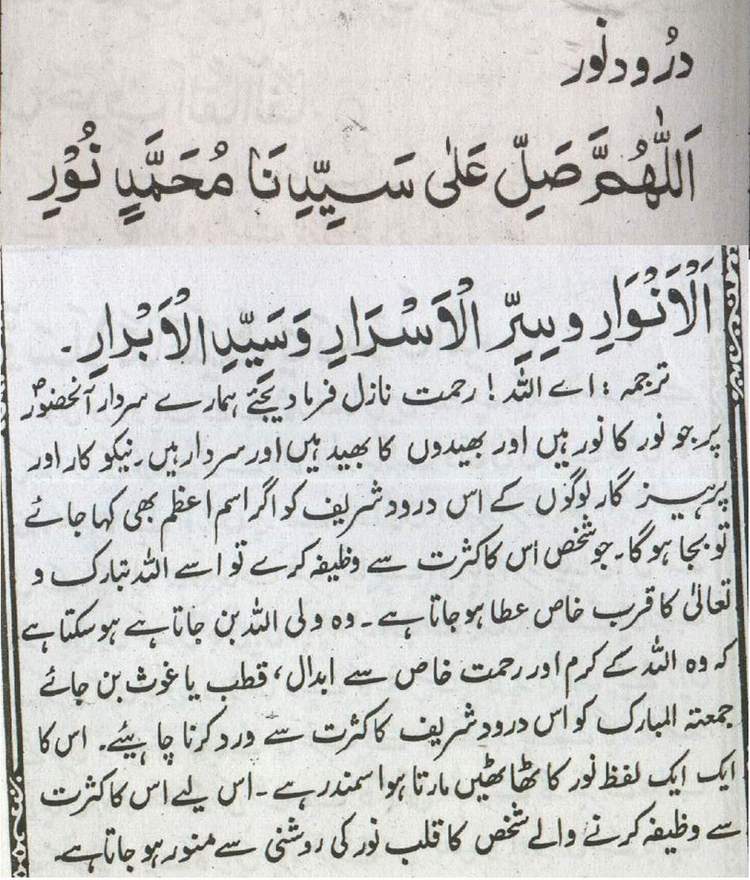 درود نور
اَللّٰهُمَّ صَلِّ عَلٰى سَيِّدِنَا مُحَمَّدٍ نُوْرِ
اَلْاَنْوَارِ وسِرِّ الْاَسْرَارِ وَسَيِّدِ الْاَبْرَارِ۔
ترجمہ : اے اللہ ! رحمت نازل فرما دیجئے ہمارے سردار آنحضورؐ
پر جو نور کا نور ہیں اور بھیدوں کا بھید ہیں اور سردار ہیں۔ نیکو کار اور
پرہیز گار لوگوں کے اس درود شریف کو اگر اسم اعظم بھی کہا جائے
تو بجا ہوگا۔ جو شخص اس کا کثرت سے وظیفہ کرے تو اسے اللہ تبارک و
تعالیٰ کا قرب خاص عطا ہو جاتا ہے۔ وہ ولی اللہ بن جاتا ہے ہو سکتا ہے
کہ وہ اللہ کے کرم اور رحمت خاص سے ابدال، قطب یا غوث بن جائے
جمعتہ المبارک کو اس درود شریف کا کثرت سے ورد کرنا چاہیئے۔ اس کا
ایک ایک لفظ نور کا ٹھاٹھیں مارتا ہوا سمندر ہے۔ اس لیے اس کا کثرت
سے وظیفہ کرنے والے شخص کا قلب نور کی روشنی سے منور ہو جاتا ہے۔